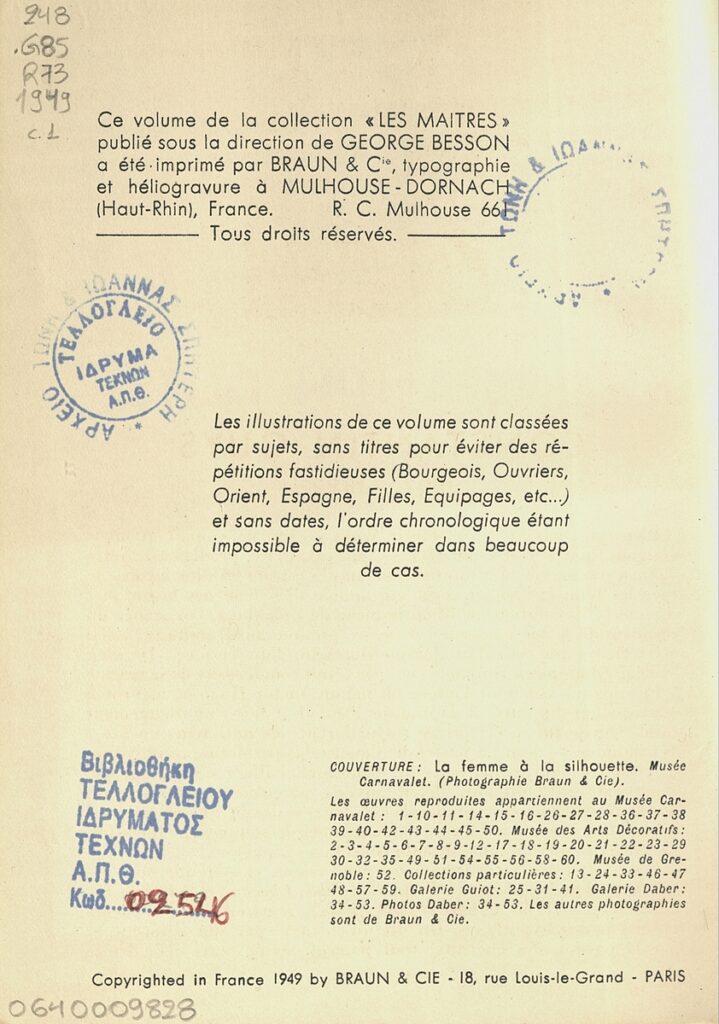 248
.G85
R73
1949
c.1
Ce volume de la collection « LES MAITRES »
publié sous la direction de GEORGE BESSON
a été imprimé par BRAUN & Cie, typographie
et héliogravure à MULHOUSE - DORNACH
(Haut-Rhin), France. R. C. Mulhouse 661
Tous droits réservés.
ΑΡΧΕΙΟ ΤΩΝΗ & ΙΩΑΝΝΑ ΣΠΗΤΕΡΗ *
ΑΡΧΕΙΟ ΤΩΝΗ & ΙΩΑΝΝΑΣ ΣΠΗΤΕΡΗ *
ΤΕΛΛΟΓΛΕΙΟ
ΙΔΡΥΜΑ
ΤΕΧΝΩΝ
Α.Π.Θ.
Les illustrations de ce volume sont classées
par sujets, sans titres pour éviter des ré-
pétitions fastidieuses (Bourgeois, Ouvriers,
Orient, Espagne, Filles, Equipages, etc...)
et sans dates, l'ordre chronologique étant
impossible à déterminer dans beaucoup
de cas.
Βιβλιοθήκη
ΤΕΛΛΟΓΛΕΙΟΥ
ΙΔΡΥΜΑΤΟΣ
ΤΕΧΝΩΝ
Α.Π.Θ.
Κωδ.....
COUVERTURE : La femme à la silhouette. Musée
Carnavalet. (Photographie Braun & Cie).
Les œuvres reproduites appartiennent au Musée Car-
navalet : 1-10-11-14-15-16-26-27-28-36-37-38
39-40-42-43-44-45-50. Musée des Arts Décoratifs :
2-3-4-5-6-7-8-9-12-17-18-19-20-21-22-23-29
30-32-35-49-51-54-55-56-58-60. Musée de Gre-
noble : 52. Collections particulières : 13-24-33-46-47
48-57-59. Galerie Guiot : 25-31-41. Galerie Daber :
34-53. Photos Daber : 34-53. Les autres photographies
sont de Braun & Cie.
Copyrighted in France 1949 by BRAUN & CIE - 18, rue Louis-le-Grand - PARIS
0640009828